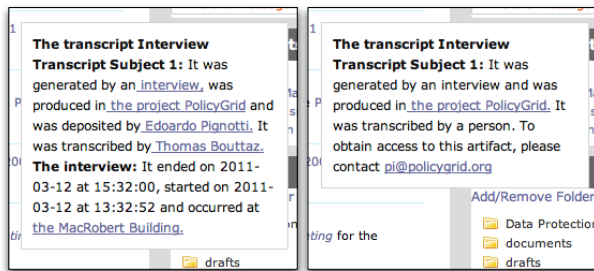 The transcript Interview
Transcript Subject 1: It was
generated by an interview, was
produced in the project PolicyGrid and
was deposited by Edoardo Pignotti. It
was transcribed by Thomas Bouttaz.
The interview: It ended on 2011-
03-12 at 15:32:00, started on 2011-
03-12 at 13:32:52 and occurred at
the MacRobert Building.
drafts
The transcript Interview
Transcript Subject 1: It was
generated by an interview and was
produced in the project PolicyGrid. It
was transcribed by a person. To
obtain access to this artifact, please
contact pi@policygrid.org
Add/Remove Folder
Data Protection
eting for the
documents
drafts